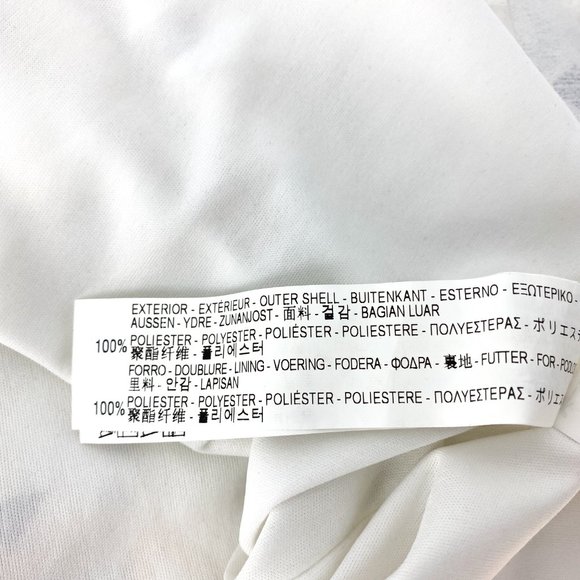 EXTERIOR - EXTÉRIEUR - OUTER SHELL - BUITENKANT - ESTERNO - ΕΞΩΤΕΡΙΚΟ -
AUSSEN - YDRE - ZUNANJOST - 面料 - 겉감 - BAGIAN LUAR
100% POLIESTER - POLYESTER - POLIÉSTER - POLIESTERE - ΠΟΛΥΕΣΤΕΡΑΣ - ポリエス
聚酯纤维 - 폴리에스터
FORRO - DOUBLURE - LINING - VOERING - FODERA - ΦΟΔΡΑ - 裏地 - FUTTER - FOR -
里料 - 안감 - LAPISAN
100% POLIESTER - POLYESTER - POLIÉSTER - POLIESTERE - ΠΟΛΥΕΣΤΕΡΑΣ - ポリエス
聚酯纤维 - 폴리에스터